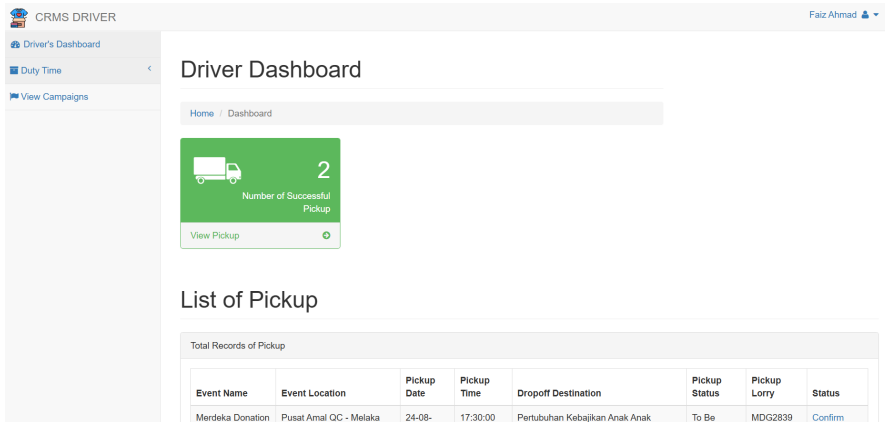 CRMS DRIVER
Faiz Ahmad
Driver's Dashboard
Duty Time
View Campaigns
Driver Dashboard
Home / Dashboard
2
Number of Successful
Pickup
View Pickup
List of Pickup
Total Records of Pickup
Event Name Event Location Pickup Date Pickup Time Dropoff Destination Pickup Status Pickup Lorry Status
Merdeka Donation Pusat Amal QC - Melaka 24-08- 17:30:00 Pertubuhan Kebajikan Anak Anak To Be MDG2839 Confirm